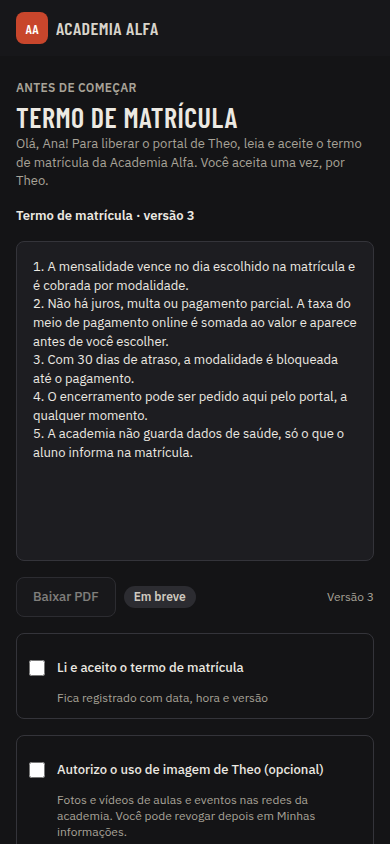 AA ACADEMIA ALFA
ANTES DE COMEÇAR
TERMO DE MATRÍCULA
Olá, Ana! Para liberar o portal de Theo, leia e aceite o termo
de matrícula da Academia Alfa. Você aceita uma vez, por
Theo.
Termo de matrícula · versão 3
1. A mensalidade vence no dia escolhido na matrícula e
é cobrada por modalidade.
2. Não há juros, multa ou pagamento parcial. A taxa do
meio de pagamento online é somada ao valor e aparece
antes de você escolher.
3. Com 30 dias de atraso, a modalidade é bloqueada
até o pagamento.
4. O encerramento pode ser pedido aqui pelo portal, a
qualquer momento.
5. A academia não guarda dados de saúde, só o que o
aluno informa na matrícula.
Baixar PDF Em breve Versão 3
Li e aceito o termo de matrícula
Fica registrado com data, hora e versão
Autorizo o uso de imagem de Theo (opcional)
Fotos e vídeos de aulas e eventos nas redes da
academia. Você pode revogar depois em Minhas
informações.